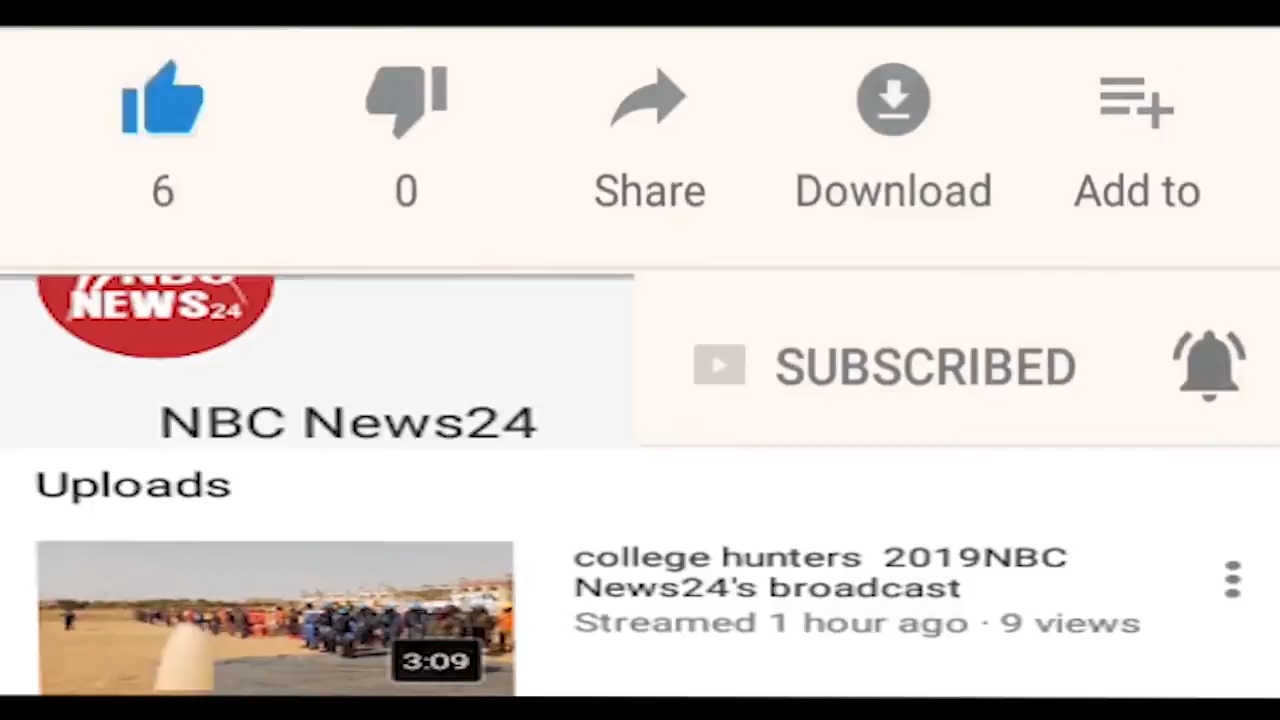 6
0
Share
Download
Add to
NBC
NEWS24
SUBSCRIBED
NBC News24
Uploads
college hunters 2019NBC
News24's broadcast
Streamed 1 hour ago · 9 views
3:09